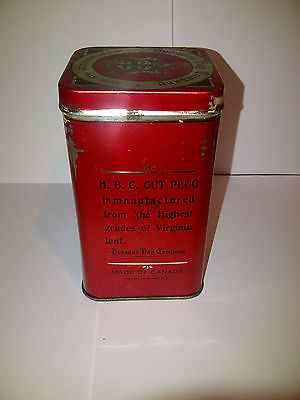 H. B. C. CUT PLUG
is manufactured
from the Highest
grades of Virginia
leaf.
Hudson's Bay Company
MADE IN CANADA